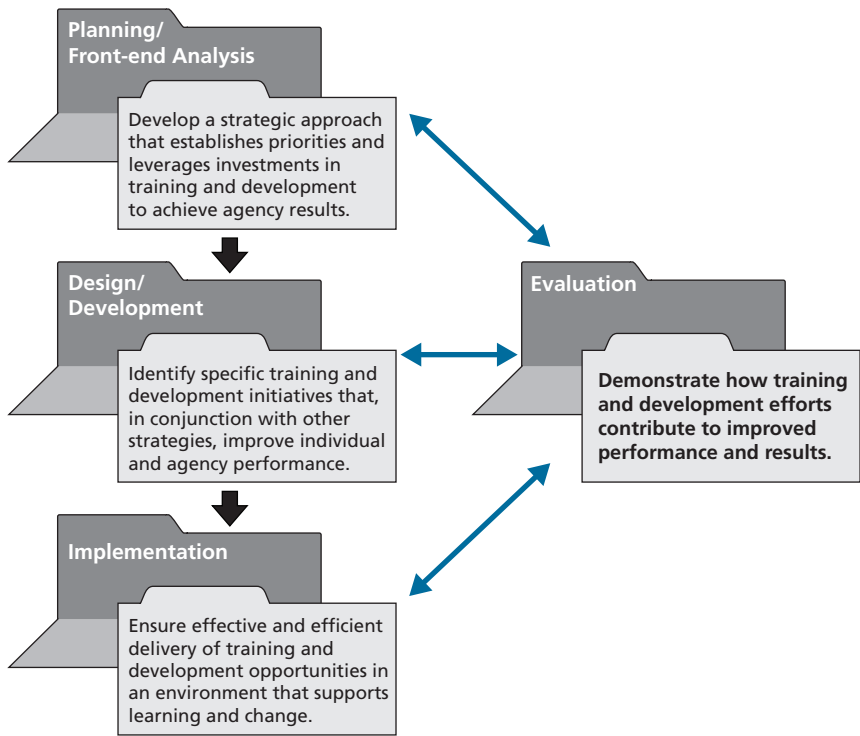 Planning/
Front-end Analysis
Develop a strategic approach
that establishes priorities and
leverages investments in
training and development
to achieve agency results.
Design/
Development
Identify specific training and
development initiatives that,
in conjunction with other
strategies, improve individual
and agency performance.
Implementation
Ensure effective and efficient
delivery of training and
development opportunities in
an environment that supports
learning and change.
Evaluation
Demonstrate how training
and development efforts
contribute to improved
performance and results.